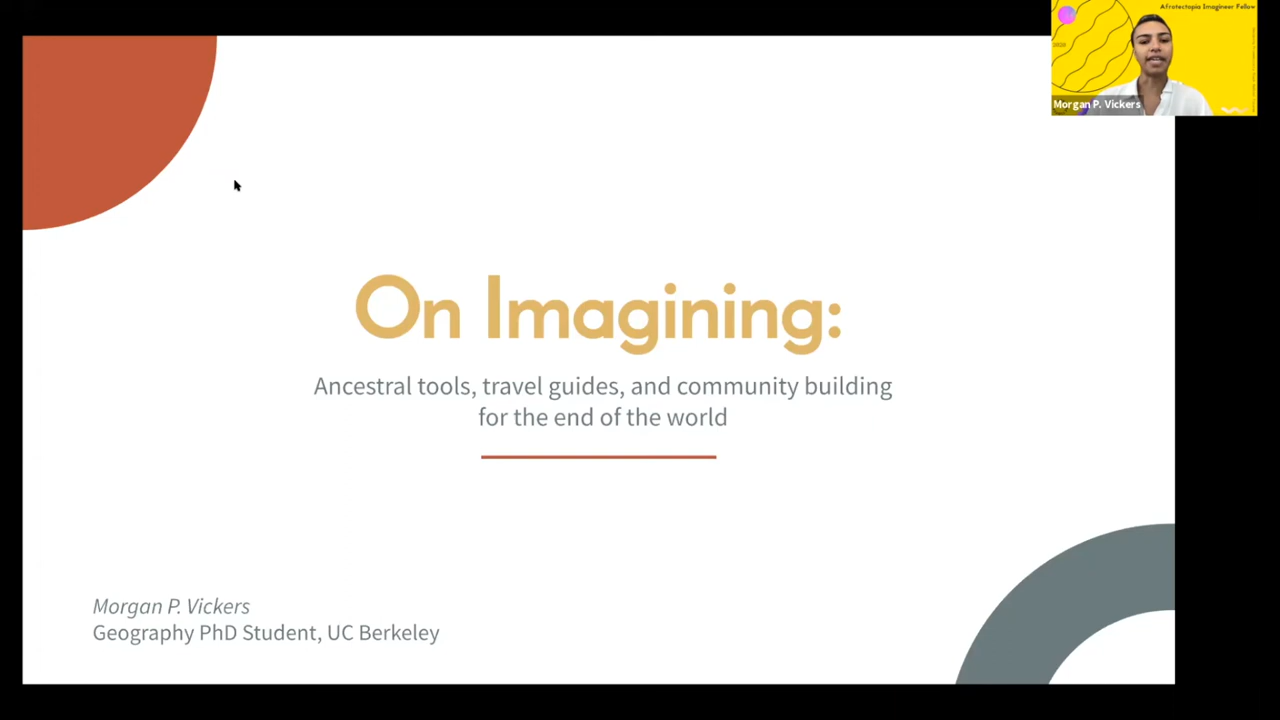 Afrotectopia Imagineer Fellow
2020
Morgan P. Vickers
On Imagining:
Ancestral tools, travel guides, and community building
for the end of the world
Morgan P. Vickers
Geography PhD Student, UC Berkeley